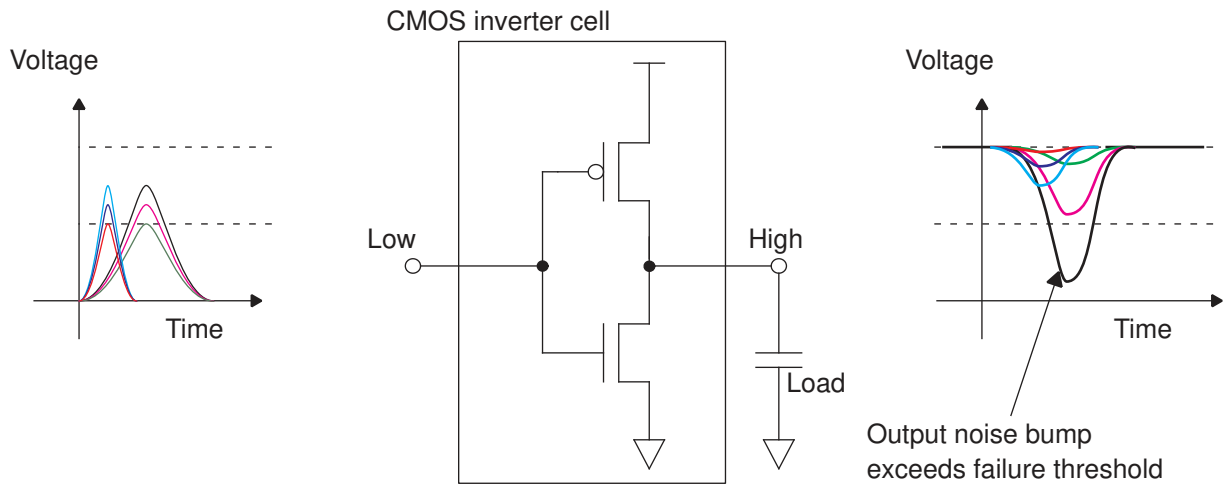 CMOS inverter cell
Voltage
Time
Low
High
Load
Voltage
Time
Output noise bump
exceeds failure threshold